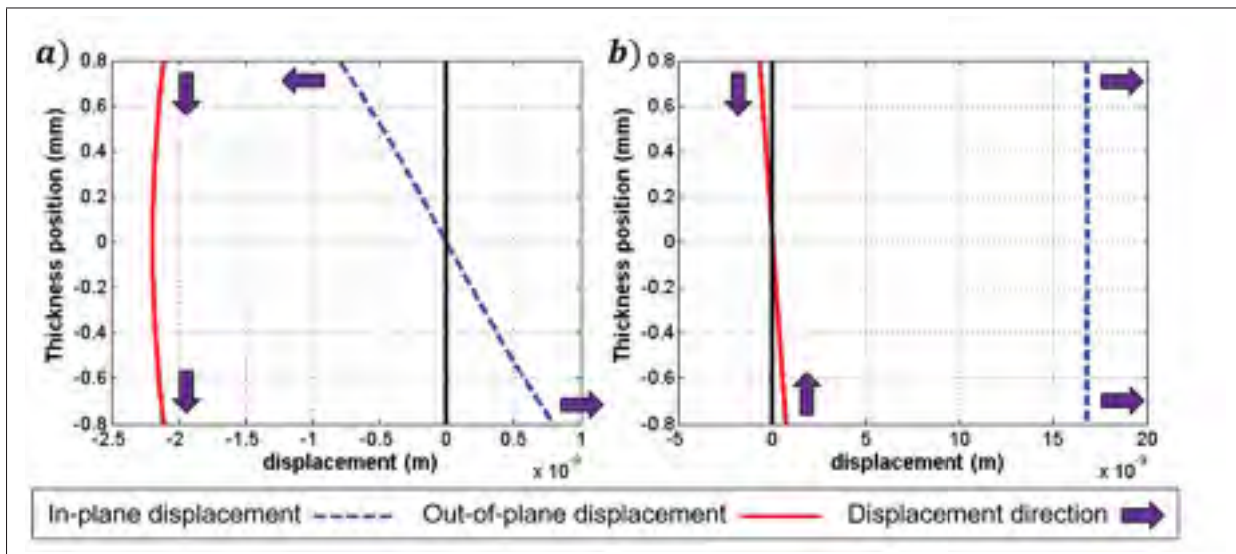 a)
b)
0.8
0.6
0.4
0.2
0
-0.2
-0.4
-0.6
-0.8
Thickness position (mm)
-2.5 -2 -1.5 -1 -0.5 0 0.5 1
displacement (m)
0.8
0.6
0.4
0.2
0
-0.2
-0.4
-0.6
-0.8
Thickness position (mm)
-5 0 5 10 15 20
displacement (m)
x 10⁻⁹
In-plane displacement Out-of-plane displacement Displacement direction